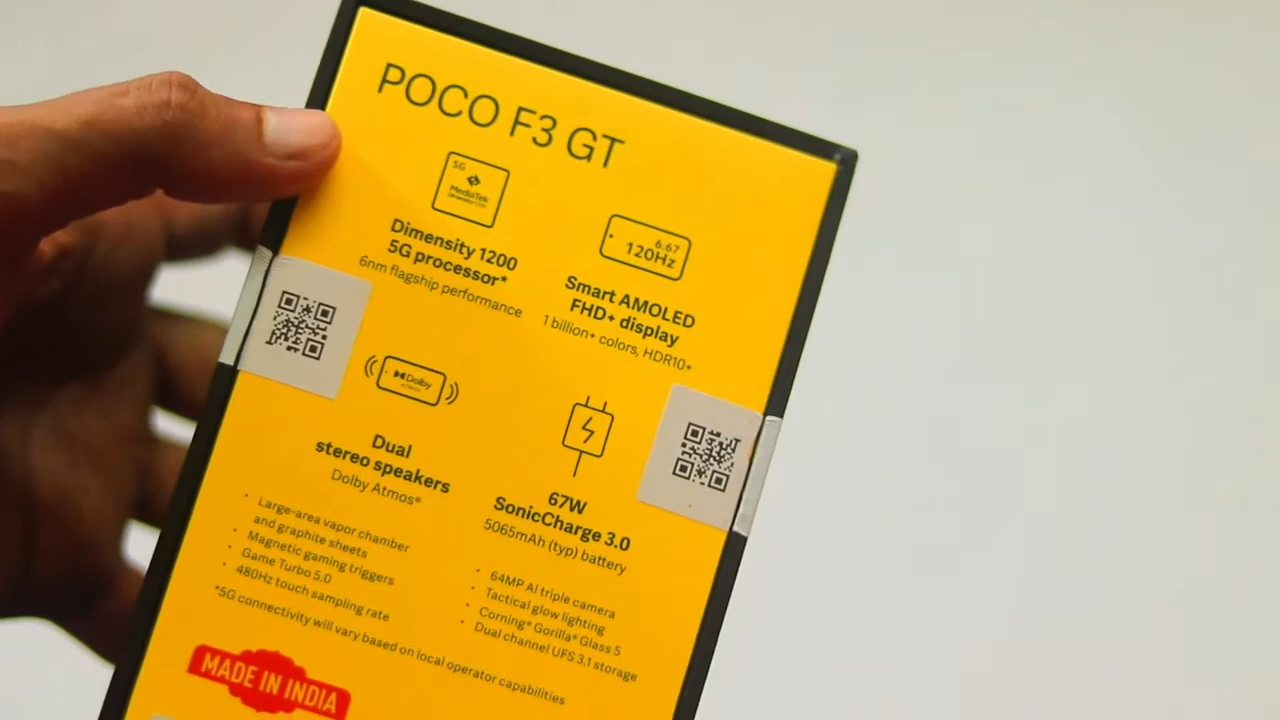 POCO F3 GT
5G
MediaTek
Dimensity 1200
5G processor*
6nm flagship performance
6.67
120Hz
Smart AMOLED
FHD+ display
1 billion+ colors, HDR10+
Dolby
Dual
stereo speakers
Dolby Atmos®
67W
SonicCharge 3.0
5065mAh (typ) battery
• Large-area vapor chamber
and graphite sheets
• Magnetic gaming triggers
• Game Turbo 5.0
• 480Hz touch sampling rate
• 64MP AI triple camera
• Tactical glow lighting
• Corning® Gorilla® Glass 5
• Dual channel UFS 3.1 storage
*5G connectivity will vary based on local operator capabilities
MADE IN INDIA